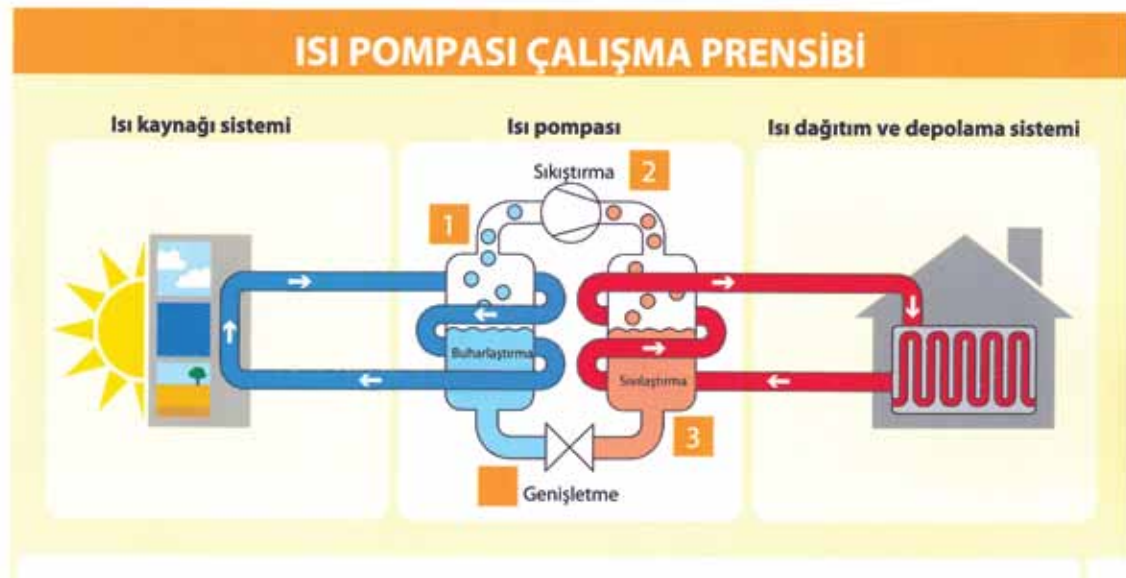 ISI POMPASI ÇALIŞMA PRENSİBİ
Isı kaynağı sistemi
Isı pompası
Isı dağıtım ve depolama sistemi
Sıkıştırma
2
1
Buharlaştırma
Sıvılaştırma
3
Genişletme